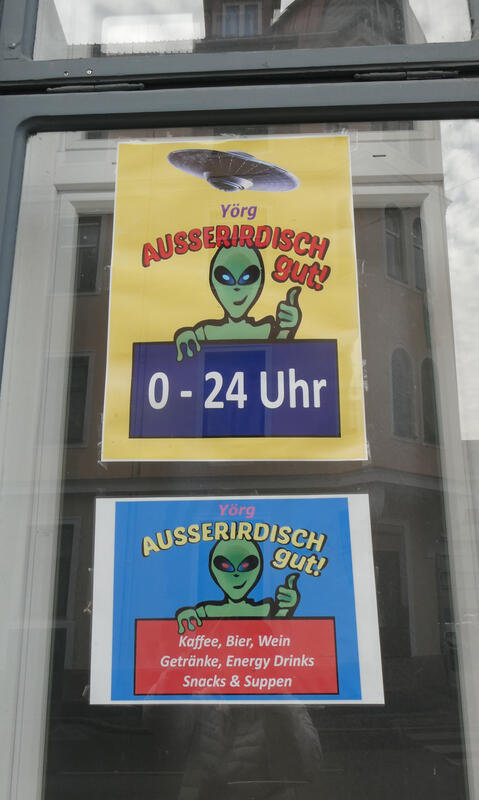 Yörg
AUSSERIRDISCH
gut!
0 - 24 Uhr
Yörg
AUSSERIRDISCH
gut!
Kaffee, Bier, Wein
Getränke, Energy Drinks
Snacks & Suppen